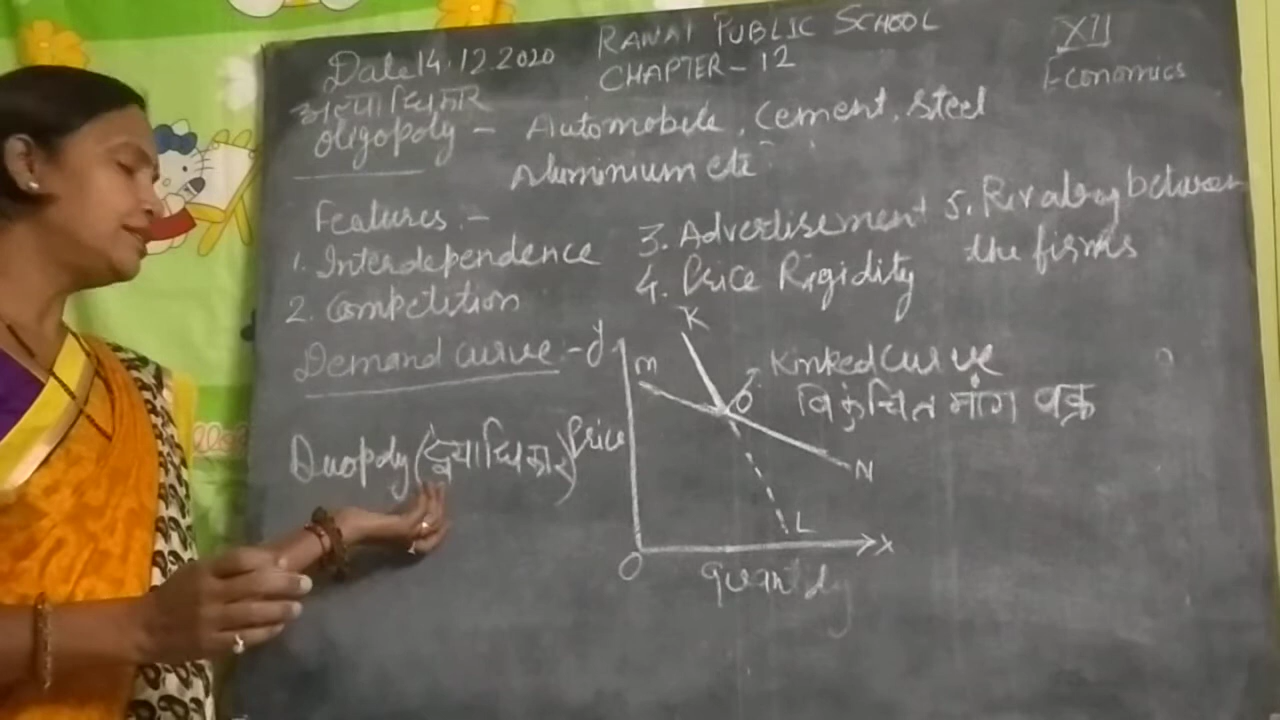 Date 14.12.2020
RANAI PUBLIC SCHOOL
CHAPTER-12
XII
Economics
Oligopoly - Automobile, Cement, Steel
Aluminium etc
Features:-
1. Interdependence
2. Competition
3. Advertisement
4. Price Rigidity
5. Rivalry between
the firms
Demand curve:-
Duopoly (द्वयाधिकार)
Y
Price
M
K
O
N
L
O
X
Quantity
Kinked curve
विकुंचित मांग वक्र